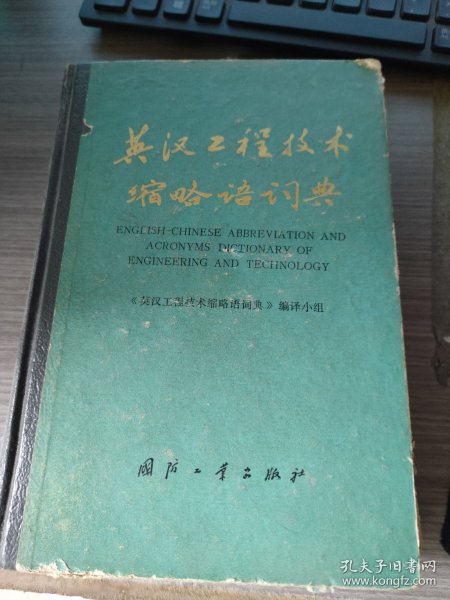 英汉工程技术
缩略语词典
ENGLISH-CHINESE ABBREVIATION AND
ACRONYMS DICTIONARY OF
ENGINEERING AND TECHNOLOGY
《英汉工程技术缩略语词典》编译小组
国防工业出版社
孔夫子旧书网
www.kongfz.com